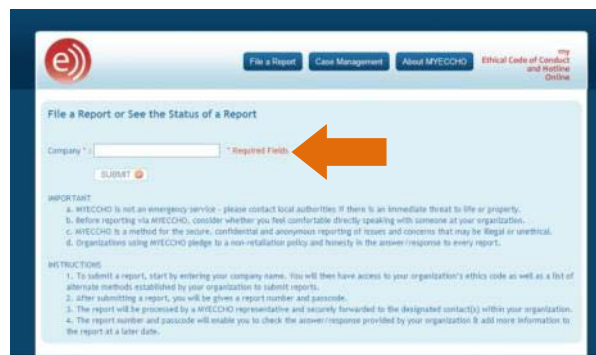 e))
File a Report Case Management About MYECCHO
my
Ethical Code of Conduct
and Hotline
Online
File a Report or See the Status of a Report
Company * : * Required Fields
SUBMIT
IMPORTANT
a. MYECCHO is not an emergency service - please contact local authorities if there is an immediate threat to life or property.
b. Before reporting via MYECCHO, consider whether you feel comfortable directly speaking with someone at your organization.
c. MYECCHO is a method for the secure, confidential and anonymous reporting of issues and concerns that may be illegal or unethical.
d. Organizations using MYECCHO pledge to a non-retaliation policy and honesty in the answer/response to every report.
INSTRUCTIONS
1. To submit a report, start by entering your company name. You will then have access to your organization's ethics code as well as a list of
alternate methods established by your organization to submit reports.
2. After submitting a report, you will be given a report number and passcode.
3. The report will be processed by a MYECCHO representative and securely forwarded to the designated contact(s) within your organization.
4. The report number and passcode will enable you to check the answer/response provided by your organization & add more information to
the report at a later date.